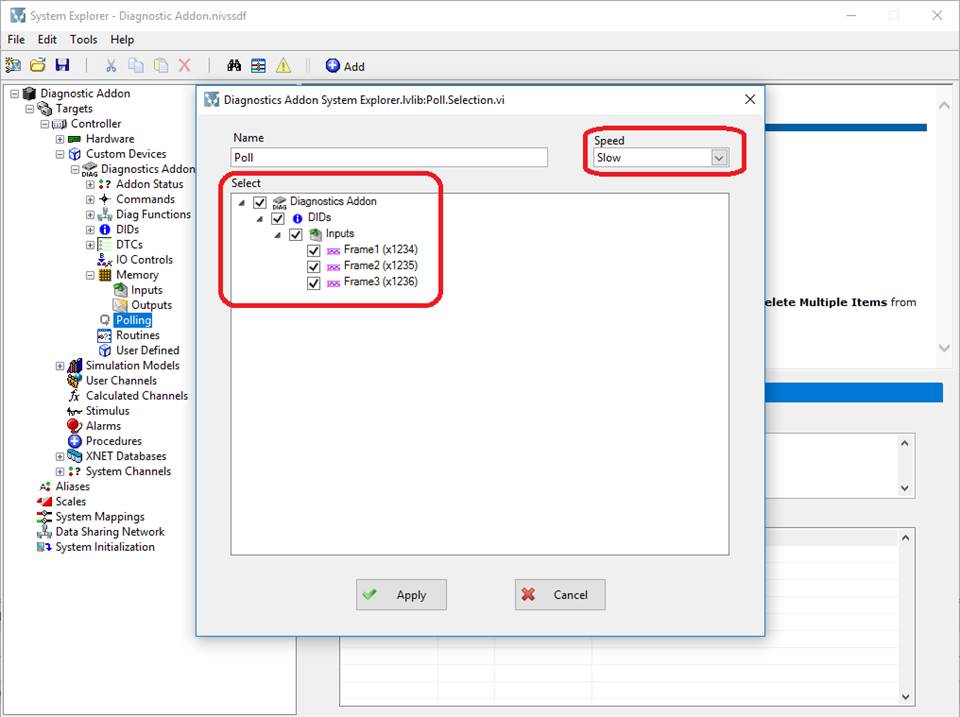 System Explorer - Diagnostic Addon.nivssdf
File Edit Tools Help
Add
Diagnostic Addon
Targets
Controller
Hardware
Custom Devices
Diagnostics Addon
DIAG
Addon Status
Commands
Diag Functions
DIDs
DTCs
IO Controls
Memory
Inputs
Outputs
Polling
Routines
User Defined
Simulation Models
User Channels
Calculated Channels
Stimulus
Alarms
Procedures
XNET Databases
System Channels
Aliases
Scales
System Mappings
Data Sharing Network
System Initialization
Diagnostics Addon System Explorer.lvlib:Poll.Selection.vi
Name
Poll
Speed
Slow
Select
Diagnostics Addon
DIAG
DIDs
Inputs
Frame1 (x1234)
Frame2 (x1235)
Frame3 (x1236)
Apply
Cancel
elete Multiple Items from